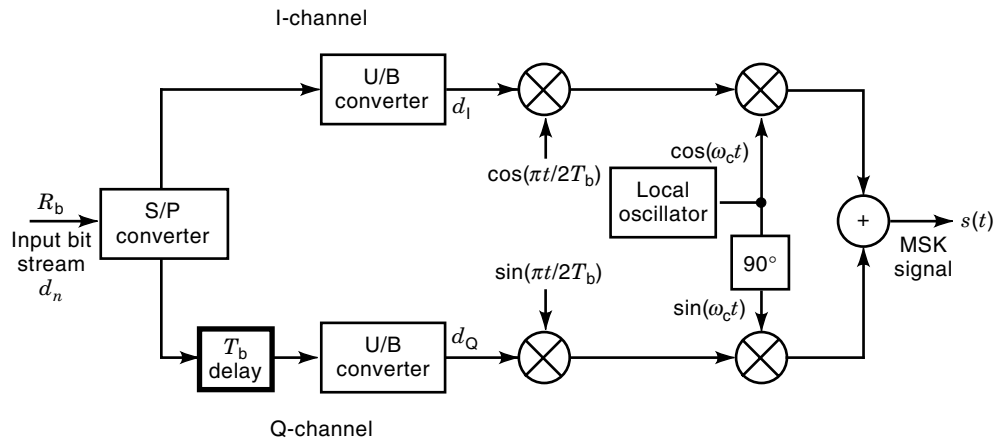 I-channel
U/B
converter
d_I
cos(πt/2T_b)
cos(ω_c t)
Local
oscillator
R_b
Input bit
stream
d_n
S/P
converter
+
s(t)
MSK
signal
90°
sin(πt/2T_b)
sin(ω_c t)
T_b
delay
U/B
converter
d_Q
Q-channel